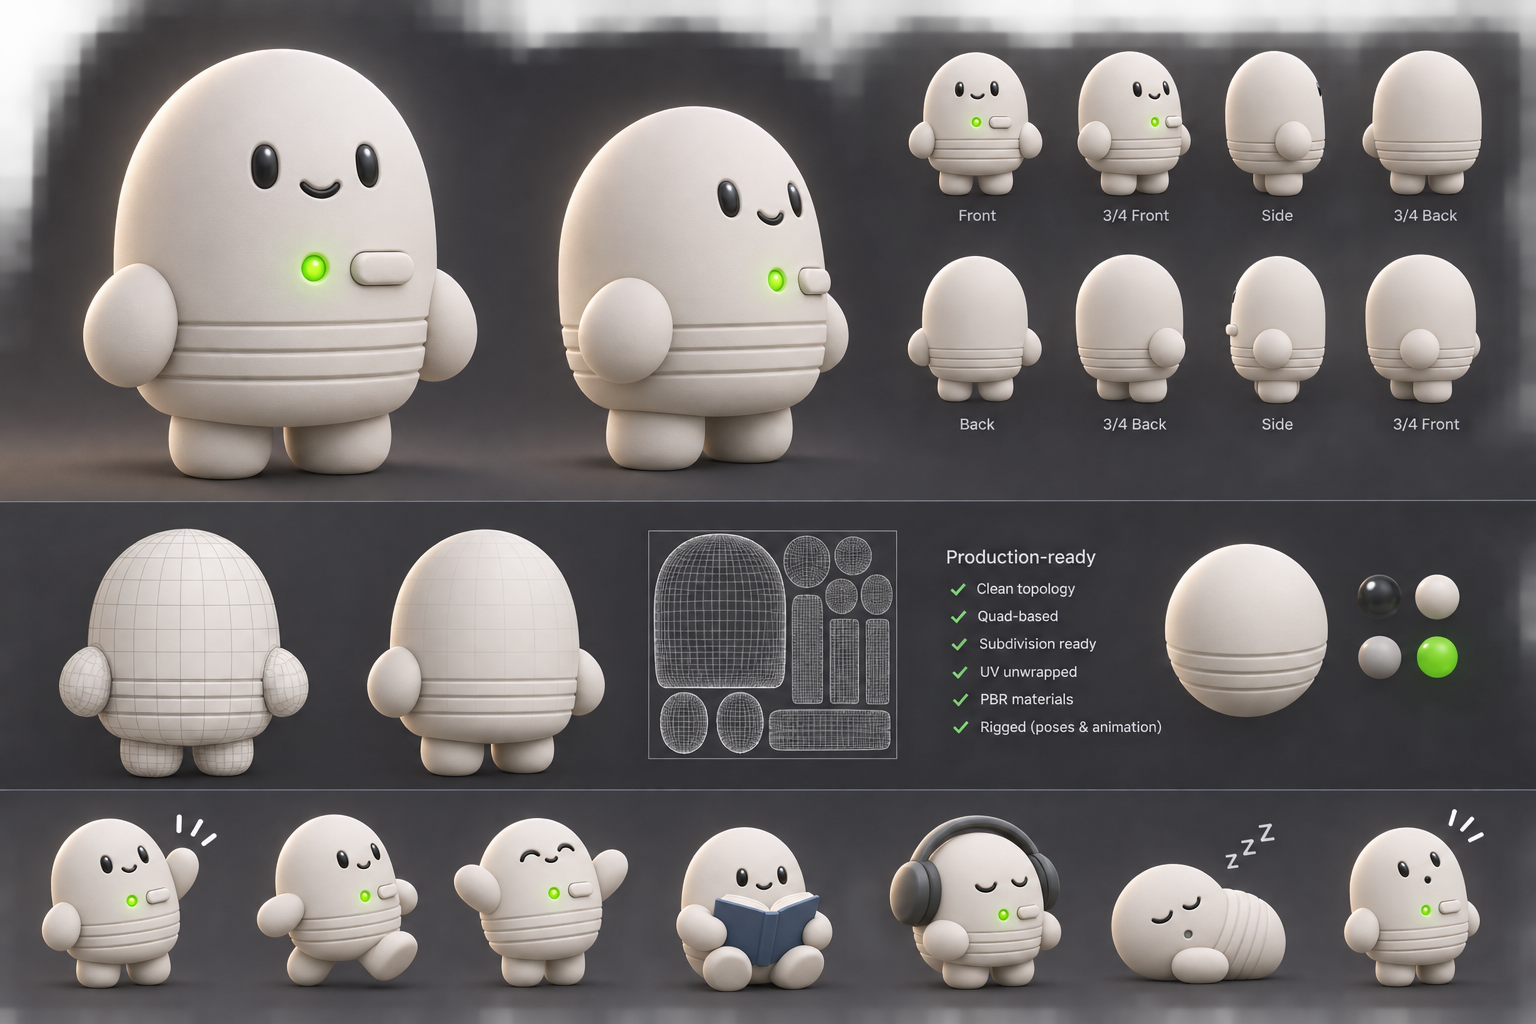 Front
3/4 Front
Side
3/4 Back
Back
3/4 Back
Side
3/4 Front
Production-ready
Clean topology
Quad-based
Subdivision ready
UV unwrapped
PBR materials
Rigged (poses & animation)
z z z